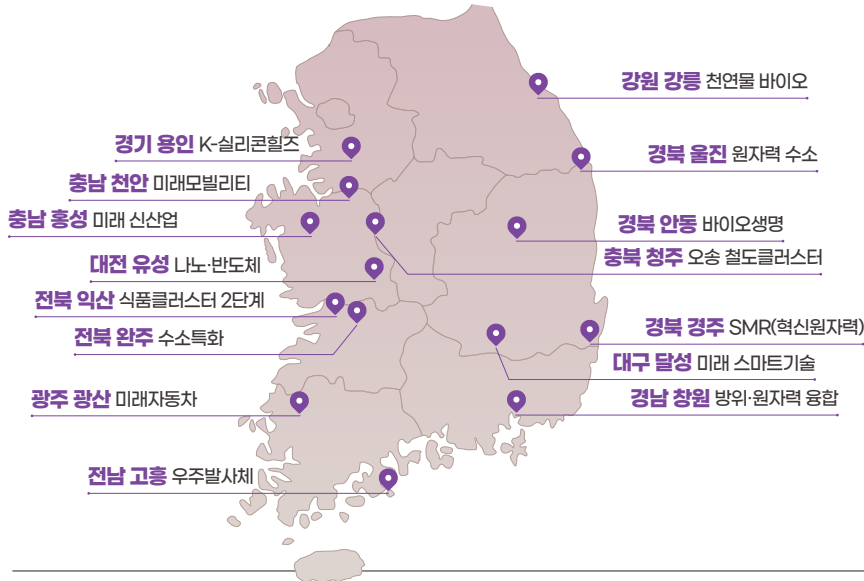 강원 강릉 천연물 바이오
경기 용인 K-실리콘힐즈
경북 울진 원자력 수소
충남 천안 미래모빌리티
충남 홍성 미래 신산업
경북 안동 바이오생명
충북 청주 오송 철도클러스터
대전 유성 나노·반도체
전북 익산 식품클러스터 2단계
전북 완주 수소특화
경북 경주 SMR(혁신원자력)
대구 달성 미래 스마트기술
광주 광산 미래자동차
경남 창원 방위·원자력 융합
전남 고흥 우주발사체